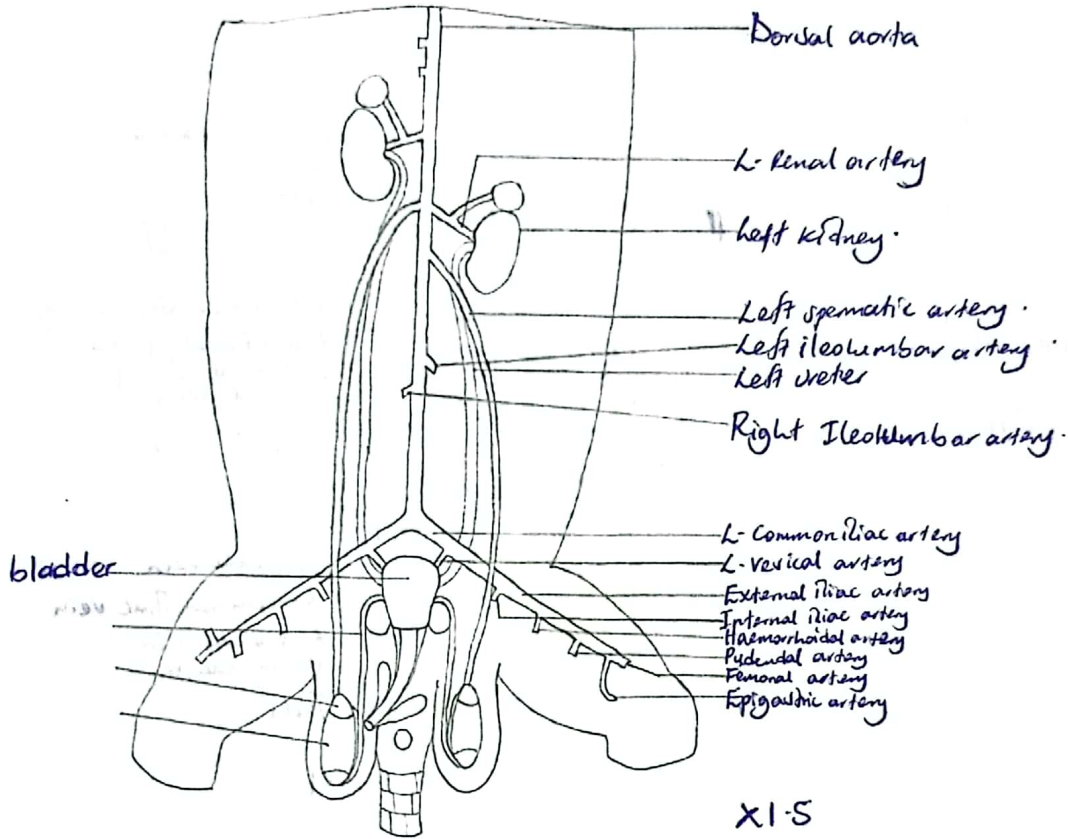 Dorsal aorta
L- Renal artery
Left kidney.
Left spermatic artery.
Left ileolumbar artery.
Left ureter
Right Ileolumbar artery.
L- Common iliac artery
bladder
L- vesical artery
External iliac artery
Internal iliac artery
Haemorrhoidal artery
Pudendal artery
Femoral artery
Epigastric artery
X1.5